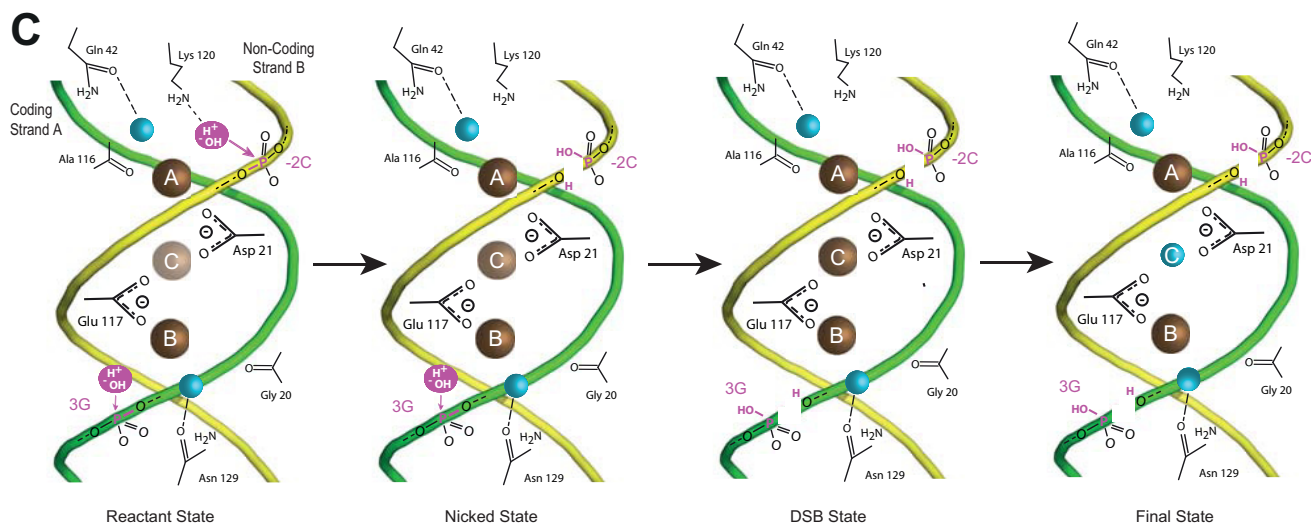 C
Gln 42
Lys 120
Non-Coding
Strand B
H₂N
H₂N
Coding
Strand A
O
H⁺
⁻OH
Ala 116
O
O
O
P
O
O
-2C
A
O
O
O
Asp 21
C
O
O
Glu 117
B
H⁺
⁻OH
3G
O
P
O
O
O
O
Gly 20
O
H₂N
Asn 129
Reactant State
Gln 42
Lys 120
O
H₂N
H₂N
Ala 116
O
HO
P
O
O
O
-2C
A
O
H
O
O
Asp 21
C
O
O
Glu 117
B
H⁺
⁻OH
3G
O
P
O
O
O
O
Gly 20
O
H₂N
Asn 129
Nicked State
Gln 42
Lys 120
O
H₂N
H₂N
Ala 116
O
HO
P
O
O
O
-2C
A
O
H
O
O
Asp 21
C
O
O
Glu 117
B
3G
HO
P
O
O
O
H
O
O
Gly 20
O
H₂N
Asn 129
DSB State
Gln 42
Lys 120
O
H₂N
H₂N
Ala 116
O
HO
P
O
O
O
-2C
A
O
H
O
O
Asp 21
C
O
O
Glu 117
B
3G
HO
P
O
O
O
H
O
O
Gly 20
O
H₂N
Asn 129
Final State